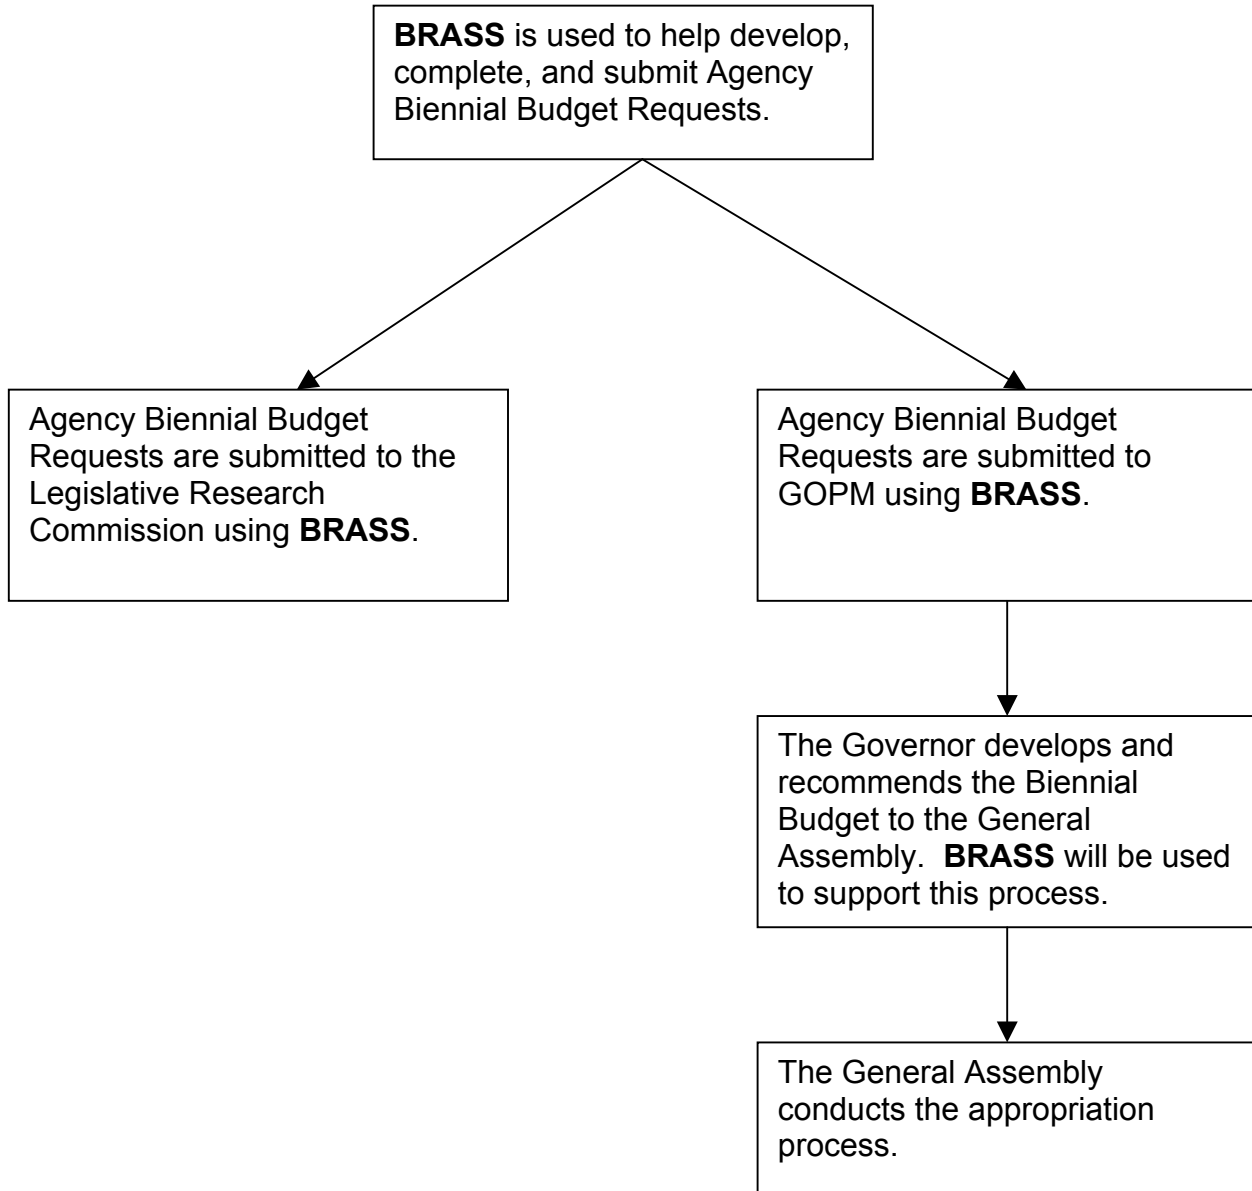 BRASS is used to help develop,
complete, and submit Agency
Biennial Budget Requests.
Agency Biennial Budget
Requests are submitted to the
Legislative Research
Commission using BRASS.
Agency Biennial Budget
Requests are submitted to
GOPM using BRASS.
The Governor develops and
recommends the Biennial
Budget to the General
Assembly.  BRASS will be used
to support this process.
The General Assembly
conducts the appropriation
process.